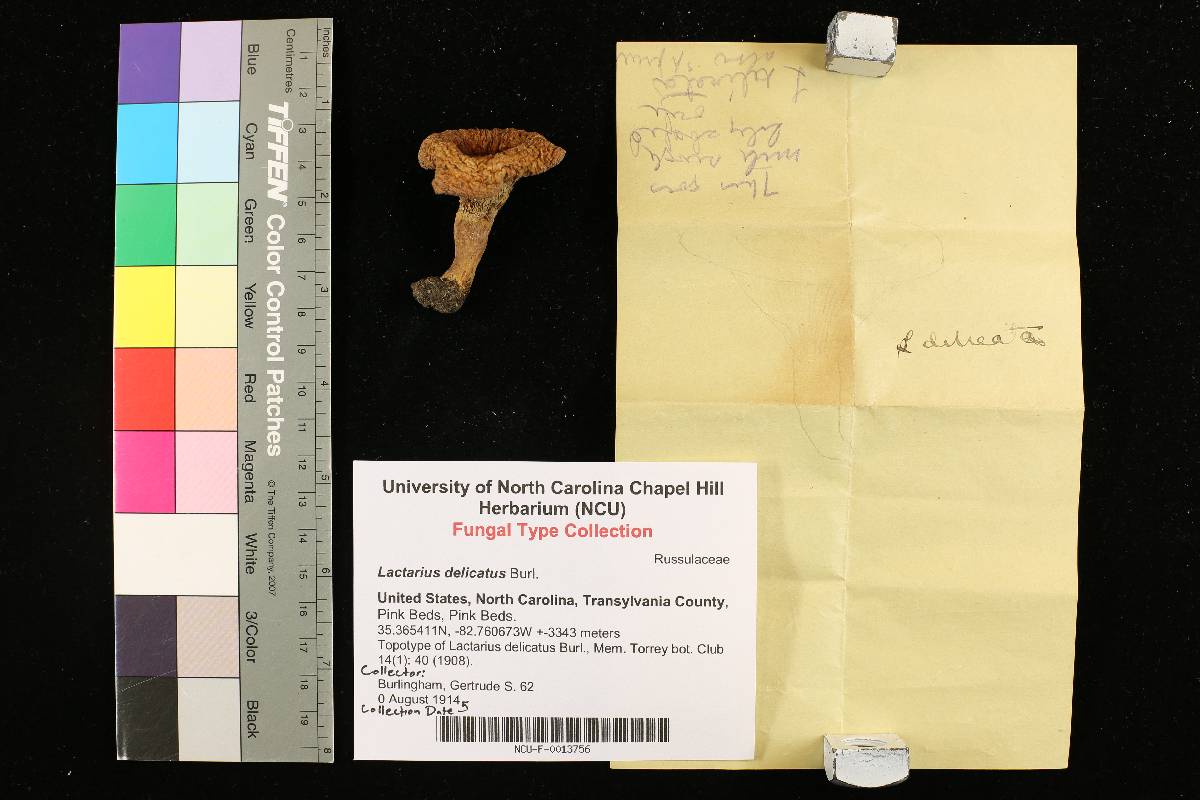 Inches
Centimetres
TIFFEN Color Control Patches
© The Tiffen Company, 2007
Blue
Cyan
Green
Yellow
Red
Magenta
White
3/Color
Black
1
2
3
4
5
6
7
8
9
10
11
12
13
14
15
16
17
18
19
1
2
3
4
5
6
7
8
University of North Carolina Chapel Hill
Herbarium (NCU)
Fungal Type Collection
Russulaceae
Lactarius delicatus Burl.
United States, North Carolina, Transylvania County,
Pink Beds, Pink Beds.
35.365411N, -82.760673W +-3343 meters
Topotype of Lactarius delicatus Burl., Mem. Torrey bot. Club
14(1): 40 (1908).
Collector:
Burlingham, Gertrude S. 62
0 August 1914 5
Collection Date
NCU-F-0013756
L